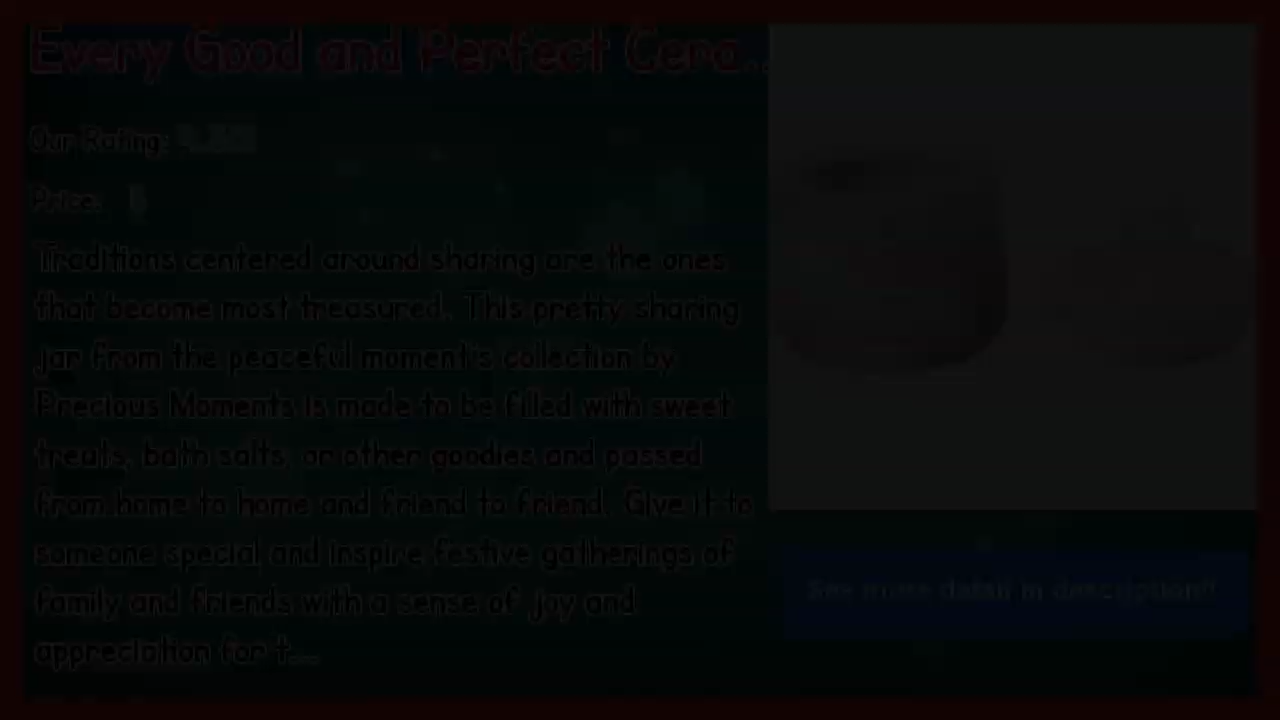 Every Good and Perfect Cera...
Our Rating:
Price: $
Traditions centered around sharing are the ones
that become most treasured. This pretty sharing
jar from the peaceful moment's collection by
Precious Moments is made to be filled with sweet
treats, bath salts, or other goodies and passed
from home to home and friend to friend. Give it to
someone special and inspire festive gatherings of
family and friends with a sense of joy and
appreciation for t...
See more detail in description!!